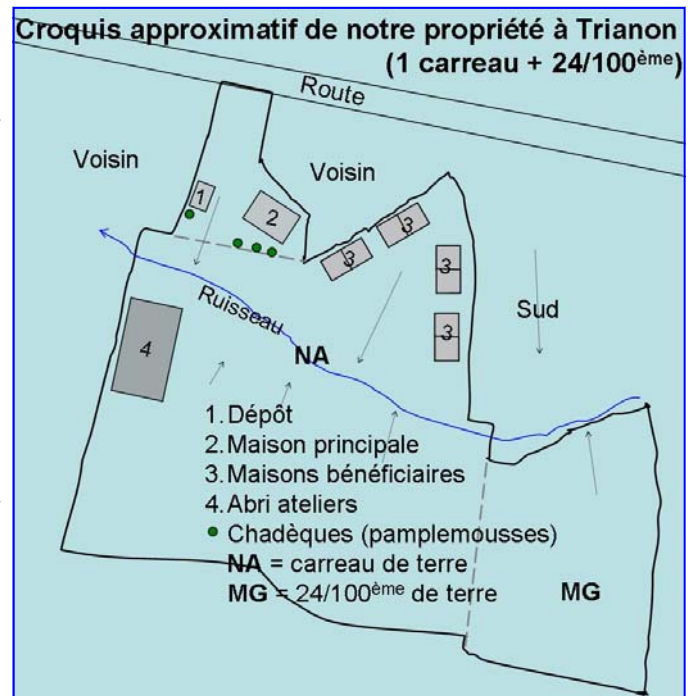 Croquis approximatif de notre propriété à Trianon
(1 carreau + 24/100ème)
Route
Voisin
Voisin
1
2
3
3
3
3
Sud
Ruisseau
4
NA
1. Dépôt
2. Maison principale
3. Maisons bénéficiaires
4. Abri ateliers
Chadèques (pamplemousses)
NA = carreau de terre
MG = 24/100ème de terre
MG